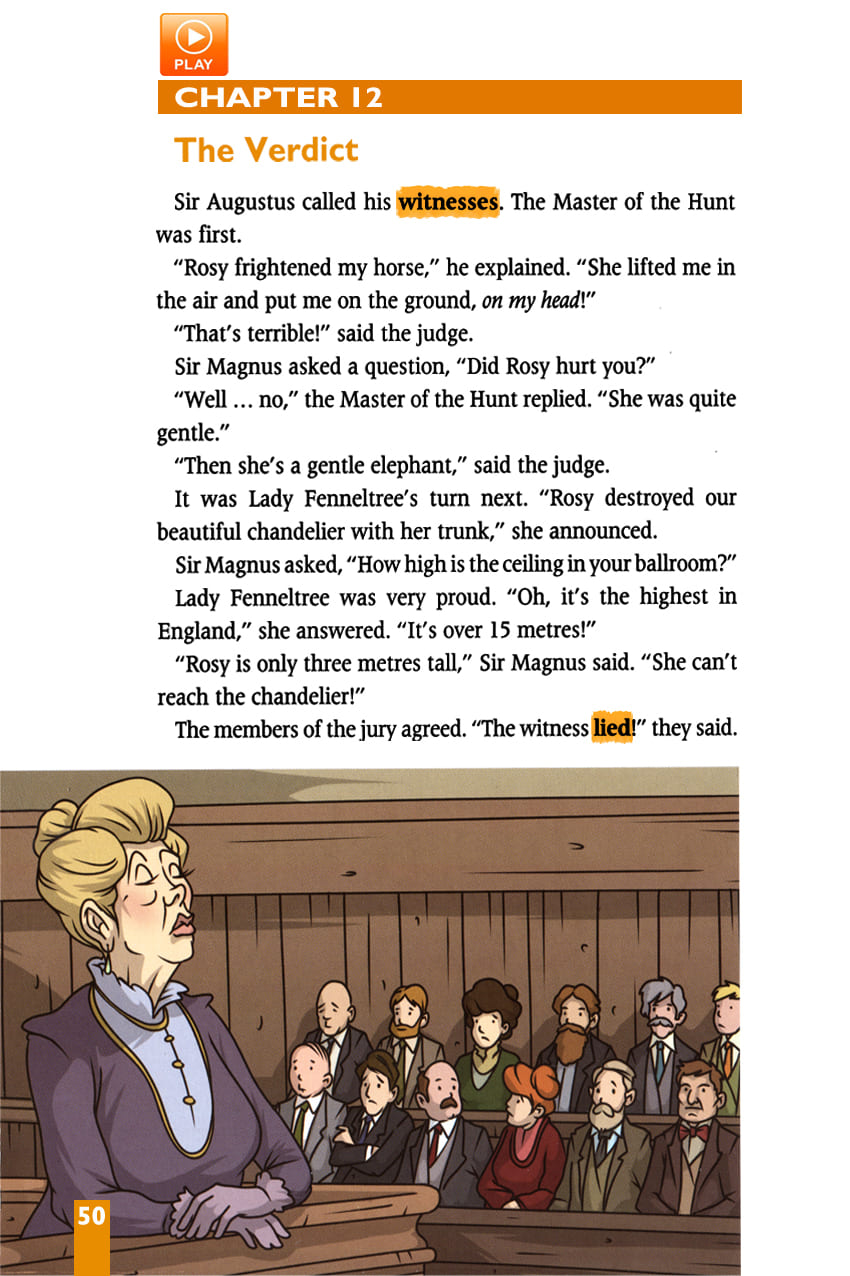 PLAY
CHAPTER 12
The Verdict
Sir Augustus called his witnesses. The Master of the Hunt
was first.
“Rosy frightened my horse,” he explained. “She lifted me in
the air and put me on the ground, on my head!”
“That’s terrible!” said the judge.
Sir Magnus asked a question, “Did Rosy hurt you?”
“Well ... no,” the Master of the Hunt replied. “She was quite
gentle.”
“Then she’s a gentle elephant,” said the judge.
It was Lady Fenneltree’s turn next. “Rosy destroyed our
beautiful chandelier with her trunk,” she announced.
Sir Magnus asked, “How high is the ceiling in your ballroom?”
Lady Fenneltree was very proud. “Oh, it’s the highest in
England,” she answered. “It’s over 15 metres!”
“Rosy is only three metres tall,” Sir Magnus said. “She can’t
reach the chandelier!”
The members of the jury agreed. “The witness lied!” they said.
50